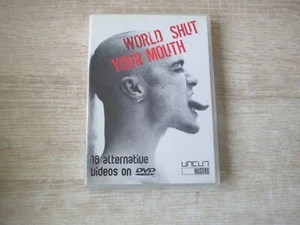 WORLD SHUT
YOUR MOUTH
18 alternative
videos on DVD
UNCUT